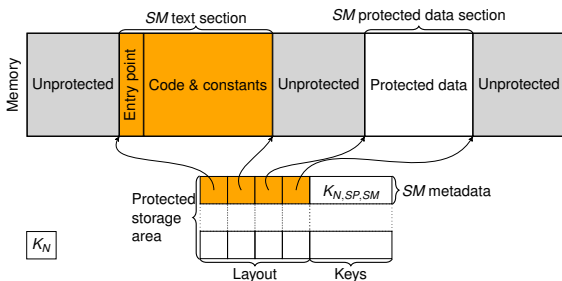 SM text section
SM protected data section
Memory
Unprotected
Entry point
Code & constants
Unprotected
Protected data
Unprotected
K_N,SP,SM
SM metadata
Protected
storage
area
K_N
Layout
Keys